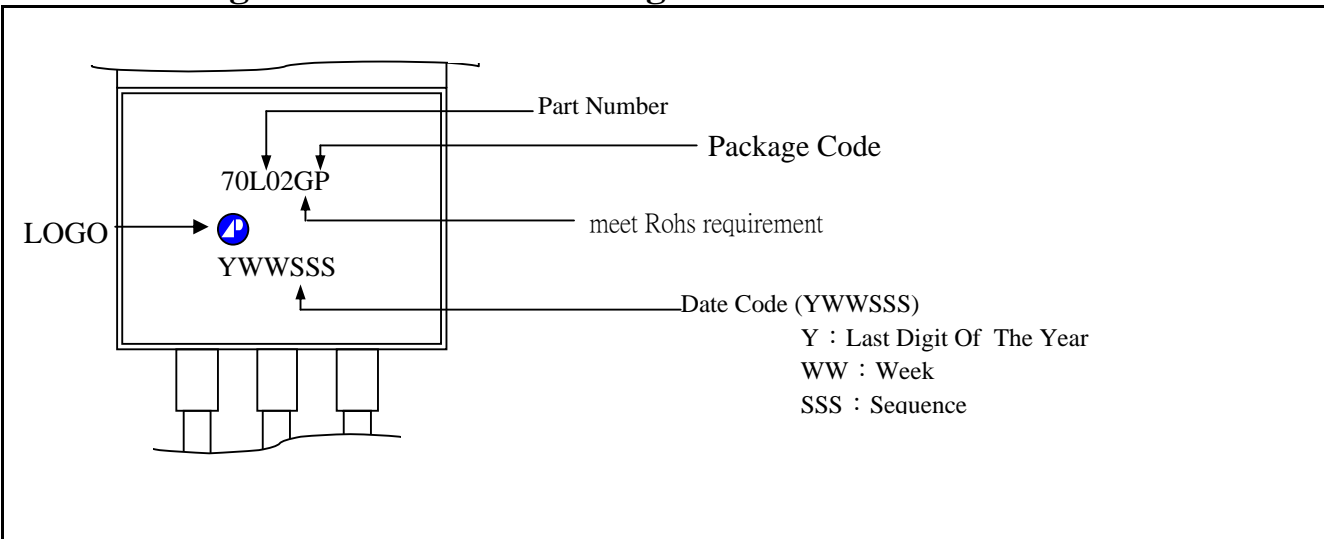 Part Number
Package Code
70L02GP
meet Rohs requirement
LOGO
YWWSSS
Date Code (YWWSSS)
Y：Last Digit Of The Year
WW：Week
SSS：Sequence